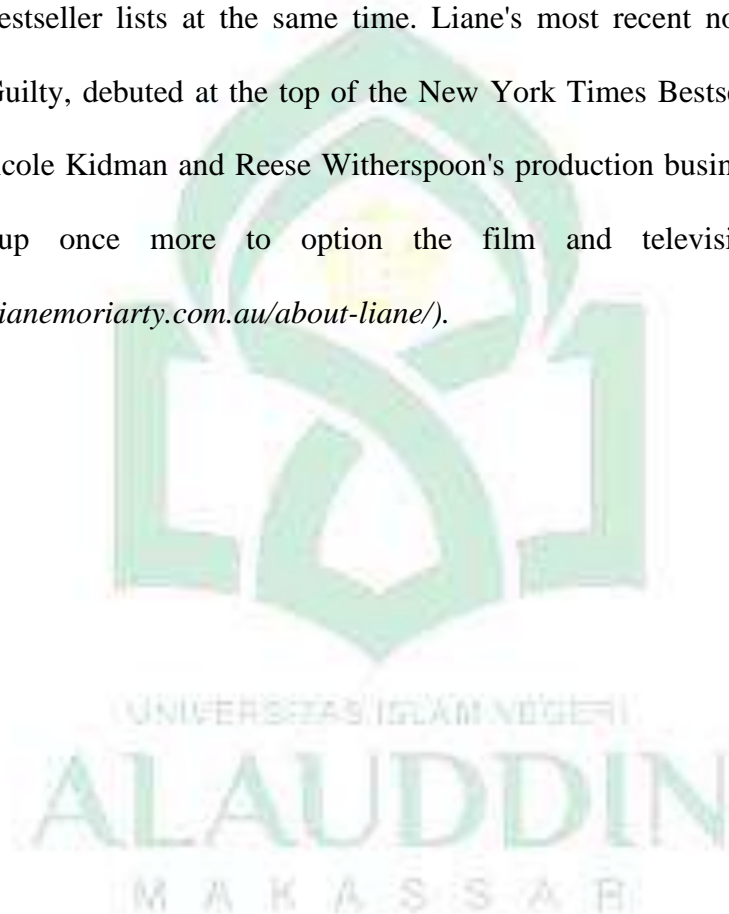 estseller lists at the same time. Liane's most recent no
Guilty, debuted at the top of the New York Times Bestse
icole Kidman and Reese Witherspoon's production busin
up once more to option the film and televisi
ianemoriarty.com.au/about-liane/).
UNIVERSITAS ISLAM NEGERI
ALAUDDIN
M A K A S S A R